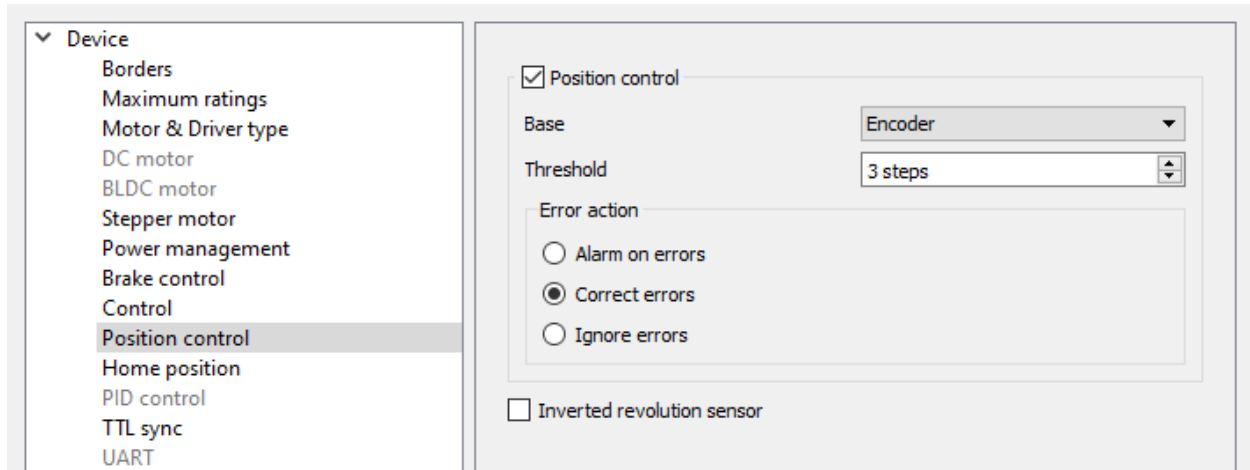 Device
Borders
Maximum ratings
Motor & Driver type
DC motor
BLDC motor
Stepper motor
Power management
Brake control
Control
Position control
Home position
PID control
TTL sync
UART
Position control
Base
Encoder
Threshold
3 steps
Error action
Alarm on errors
Correct errors
Ignore errors
Inverted revolution sensor